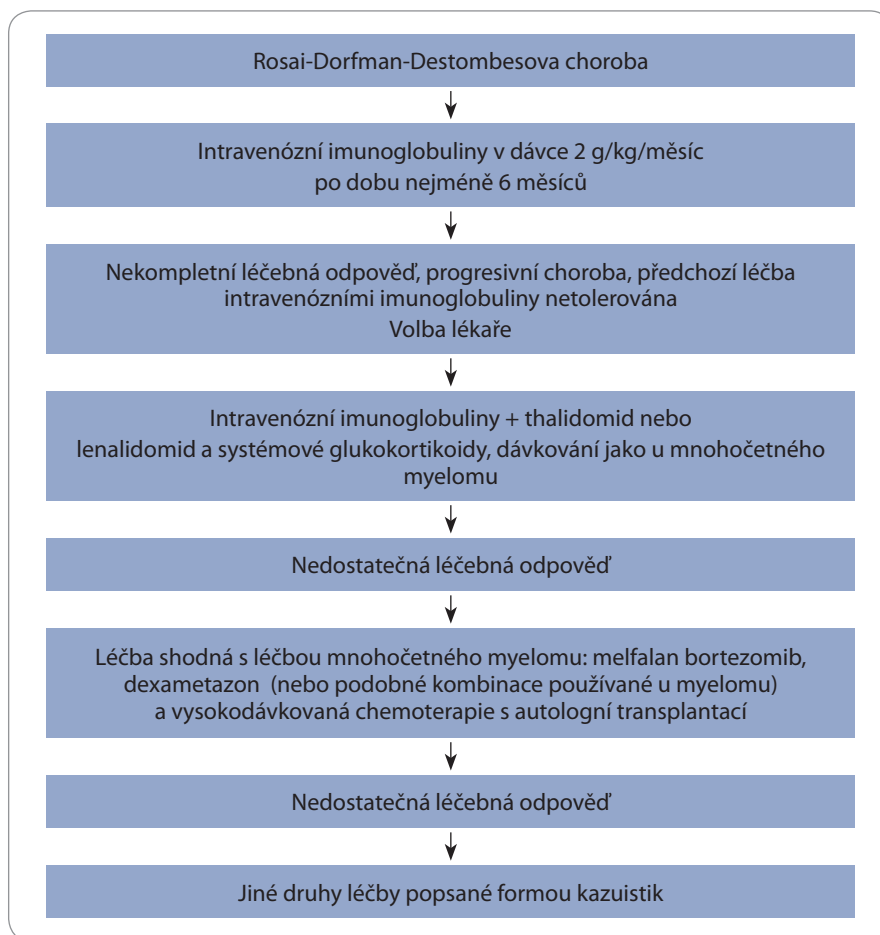 Rosai-Dorfman-Destombesova choroba
Intravenózní imunoglobuliny v dávce 2 g/kg/měsíc
po dobu nejméně 6 měsíců
Nekompletní léčebná odpověď, progresivní choroba, předchozí léčba
intravenózními imunoglobuliny netolerována
Volba lékaře
Intravenózní imunoglobuliny + thalidomid nebo
lenalidomid a systémové glukokortikoidy, dávkování jako u mnohočetného
myelomu
Nedostatečná léčebná odpověď
Léčba shodná s léčbou mnohočetného myelomu: melfalan bortezomib,
dexametazon (nebo podobné kombinace používané u myelomu)
a vysokodávkovaná chemoterapie s autologní transplantací
Nedostatečná léčebná odpověď
Jiné druhy léčby popsané formou kazuistik